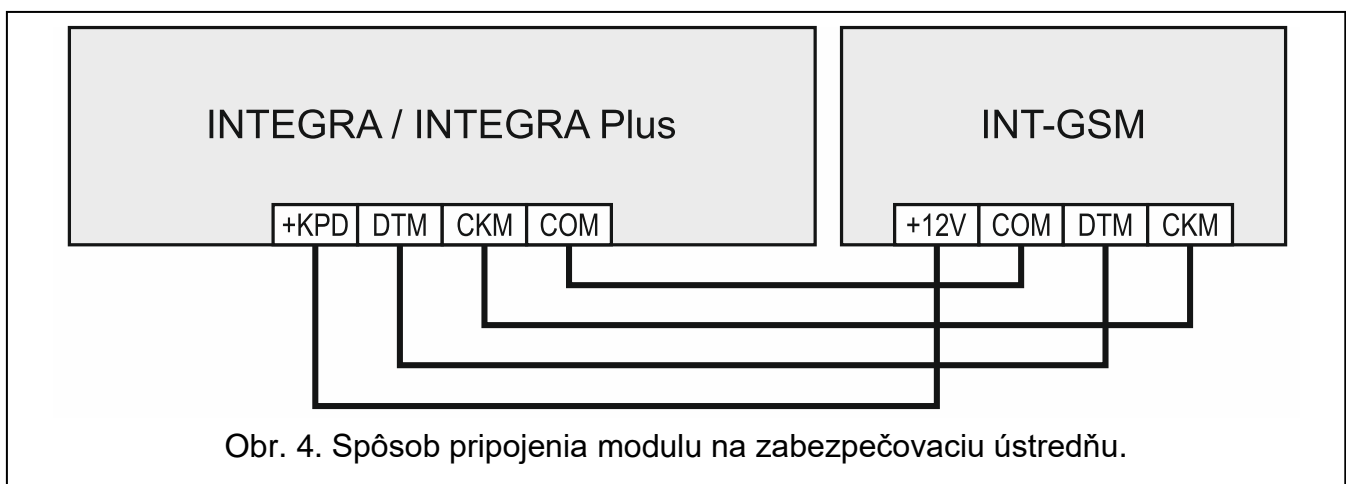 INTEGRA / INTEGRA Plus
INT-GSM
+KPD DTM CKM COM
+12V COM DTM CKM
Obr. 4. Spôsob pripojenia modulu na zabezpečovaciu ústredňu.